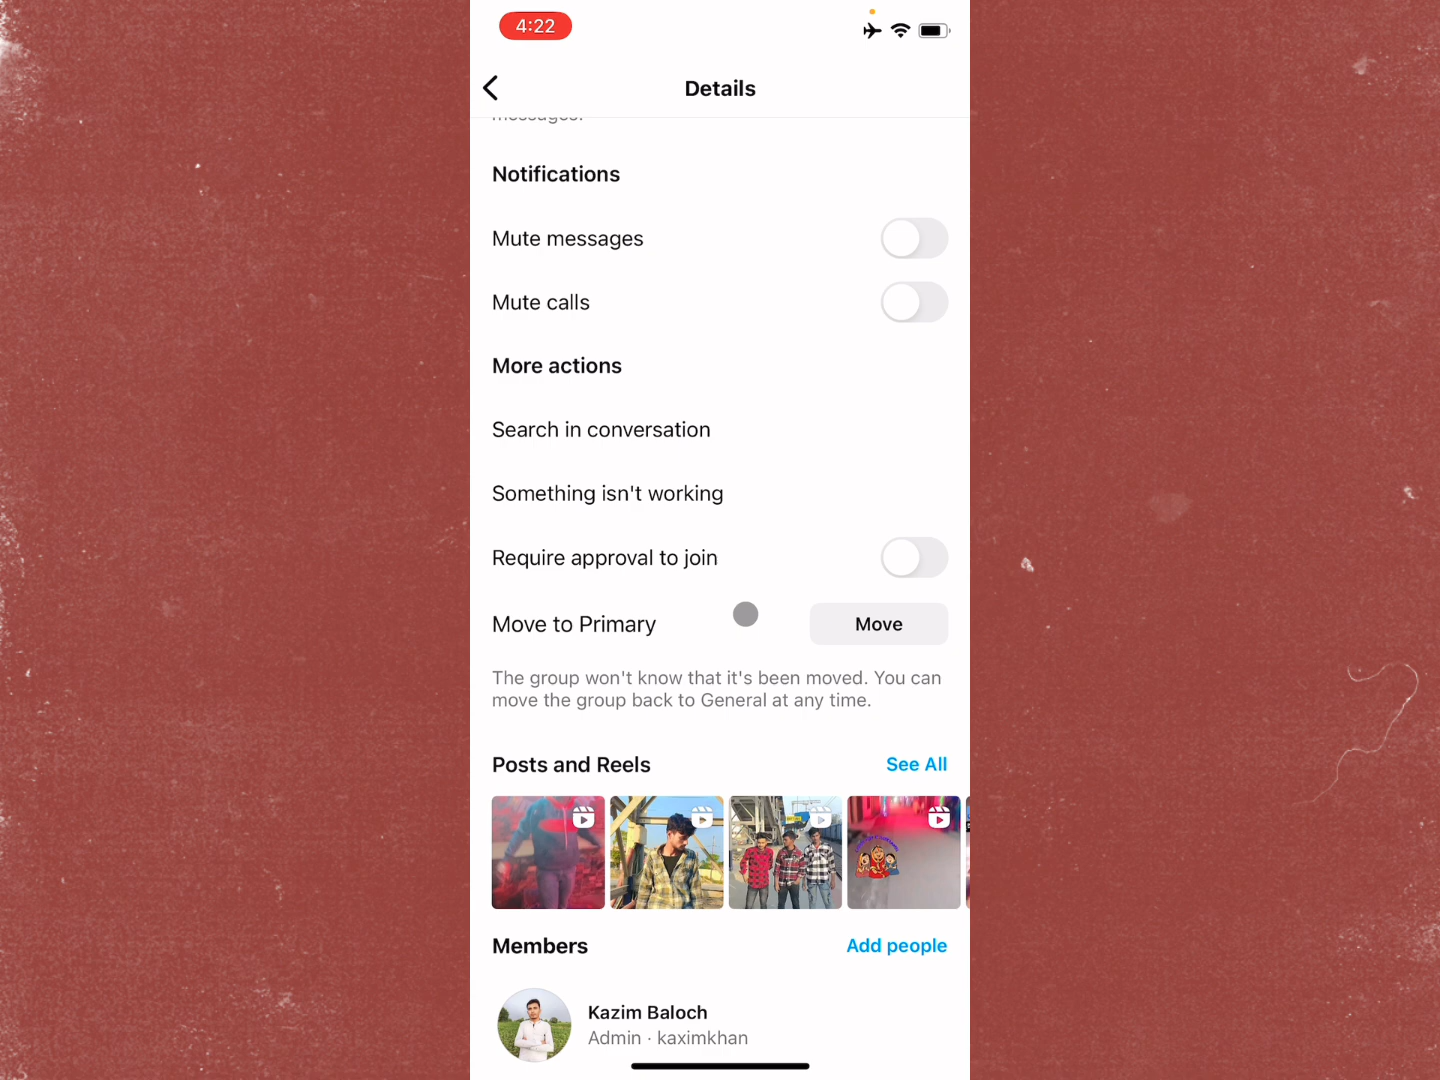 4:22
Details
messages.
Notifications
Mute messages
Mute calls
More actions
Search in conversation
Something isn't working
Require approval to join
Move to Primary
Move
The group won't know that it's been moved. You can
move the group back to General at any time.
Posts and Reels
See All
Members
Add people
Kazim Baloch
Admin · kaximkhan